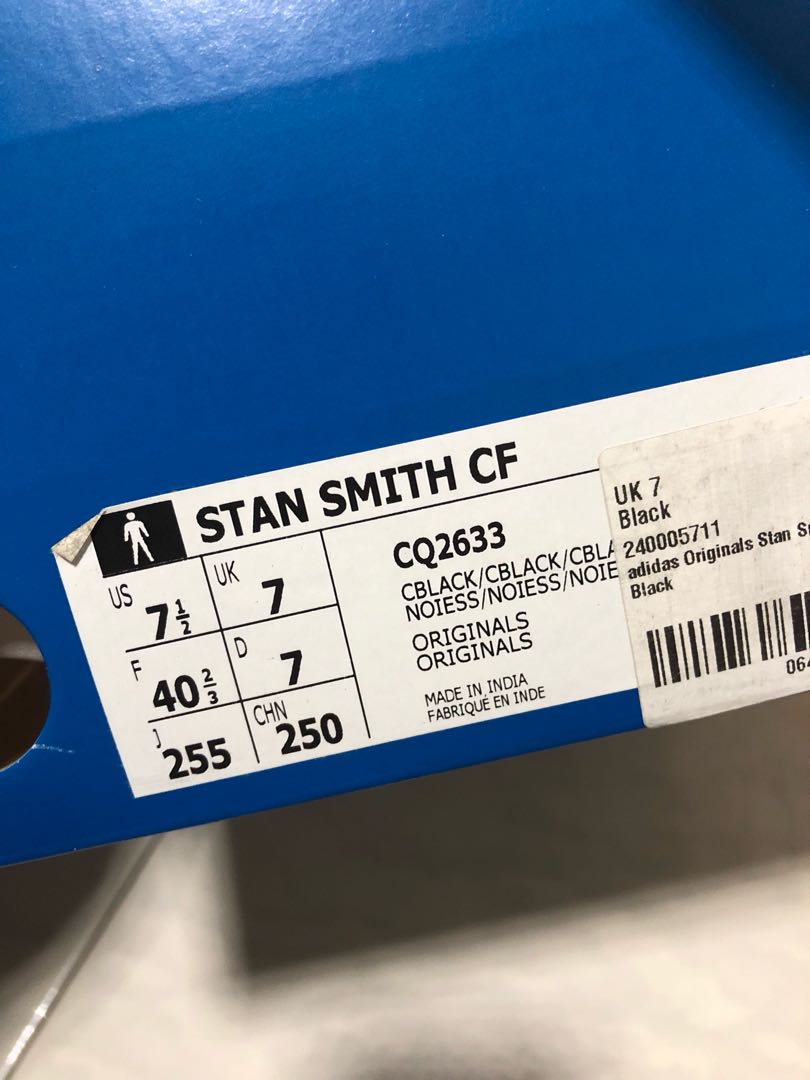 STAN SMITH CF
US 7 1/2
UK 7
F 40 2/3
D 7
J 255
CHN 250
CQ2633
CBLACK/CBLACK/CBLA
NOIESS/NOIESS/NOIE
ORIGINALS
ORIGINALS
MADE IN INDIA
FABRIQUÉ EN INDE
UK 7
Black
240005711
adidas Originals Stan
Black